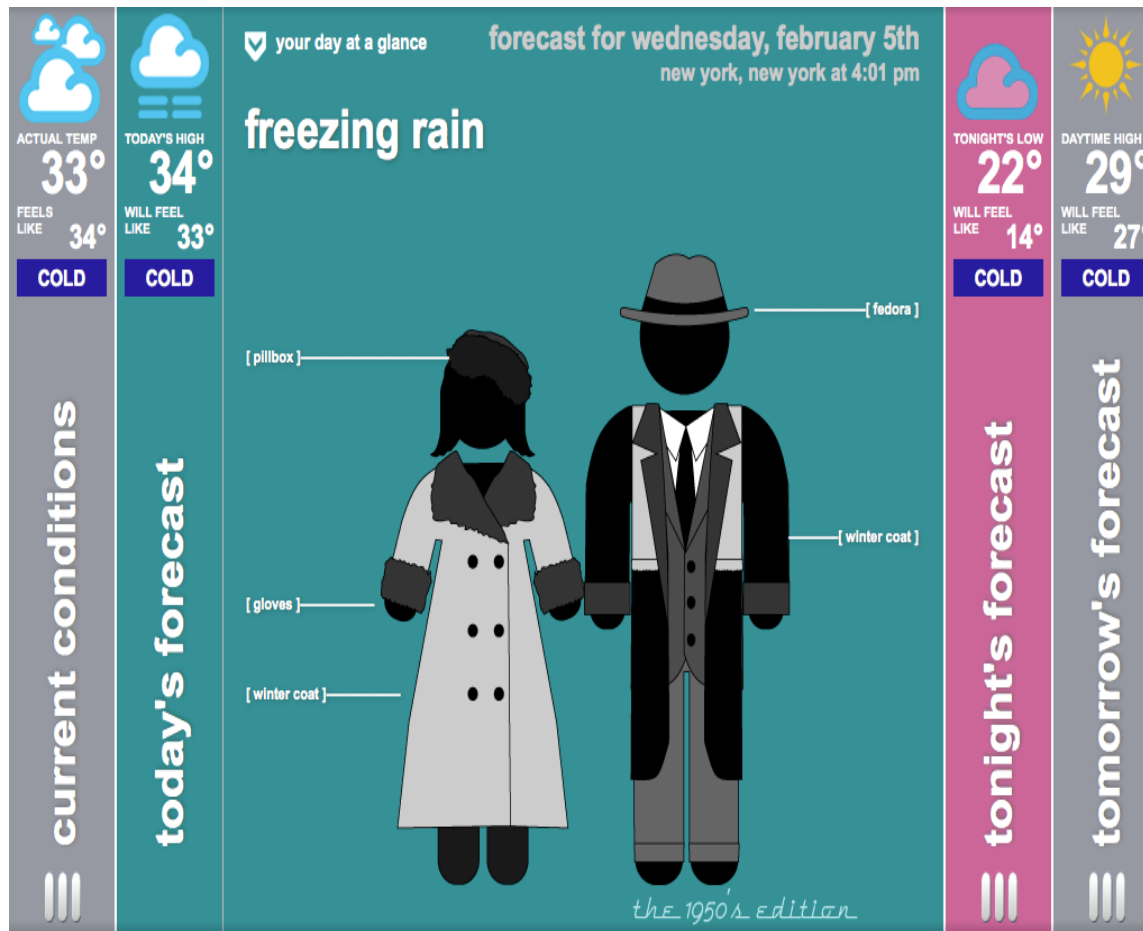 ACTUAL TEMP
33°
FEELS
LIKE 34°
COLD
current conditions
TODAY'S HIGH
34°
WILL FEEL
LIKE 33°
COLD
today's forecast
your day at a glance
forecast for wednesday, february 5th
new york, new york at 4:01 pm
freezing rain
[ fedora ]
[ pillbox ]
[ winter coat ]
[ gloves ]
[ winter coat ]
the 1950's edition
TONIGHT'S LOW
22°
WILL FEEL
LIKE 14°
COLD
tonight's forecast
DAYTIME HIGH
29°
WILL FEEL
LIKE 27°
COLD
tomorrow's forecast